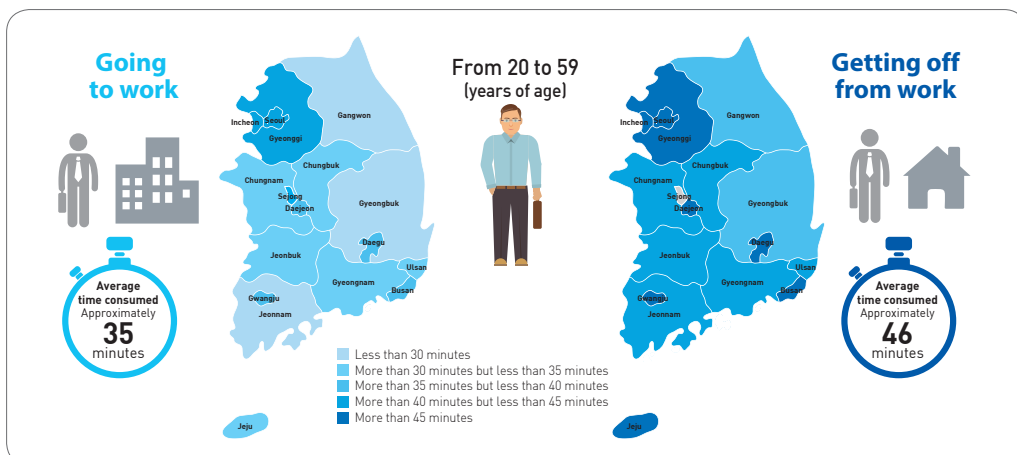 Going
to work
From 20 to 59
(years of age)
Getting off
from work
Incheon
Seoul
Gyeonggi
Gangwon
Chungnam
Chungbuk
Sejong
Daejeon
Gyeongbuk
Jeonbuk
Daegu
Ulsan
Gyeongnam
Busan
Gwangju
Jeonnam
Jeju
Incheon
Seoul
Gyeonggi
Gangwon
Chungnam
Chungbuk
Sejong
Daejeon
Gyeongbuk
Jeonbuk
Daegu
Ulsan
Gyeongnam
Busan
Gwangju
Jeonnam
Jeju
Average
time consumed
Approximately
35
minutes
Less than 30 minutes
More than 30 minutes but less than 35 minutes
More than 35 minutes but less than 40 minutes
More than 40 minutes but less than 45 minutes
More than 45 minutes
Average
time consumed
Approximately
46
minutes